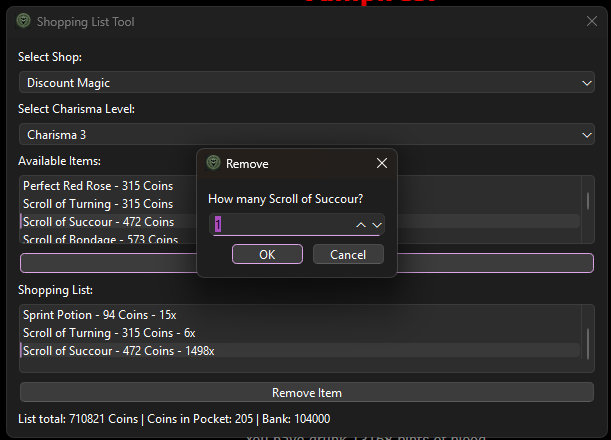 Shopping List Tool
Select Shop:
Discount Magic
Select Charisma Level:
Charisma 3
Available Items:
Perfect Red Rose - 315 Coins
Scroll of Turning - 315 Coins
Scroll of Succour - 472 Coins
Scroll of Bondage - 573 Coins
Remove
How many Scroll of Succour?
1
OK
Cancel
Shopping List:
Sprint Potion - 94 Coins - 15x
Scroll of Turning - 315 Coins - 6x
Scroll of Succour - 472 Coins - 1498x
Remove Item
List total: 710821 Coins | Coins in Pocket: 205 | Bank: 104000